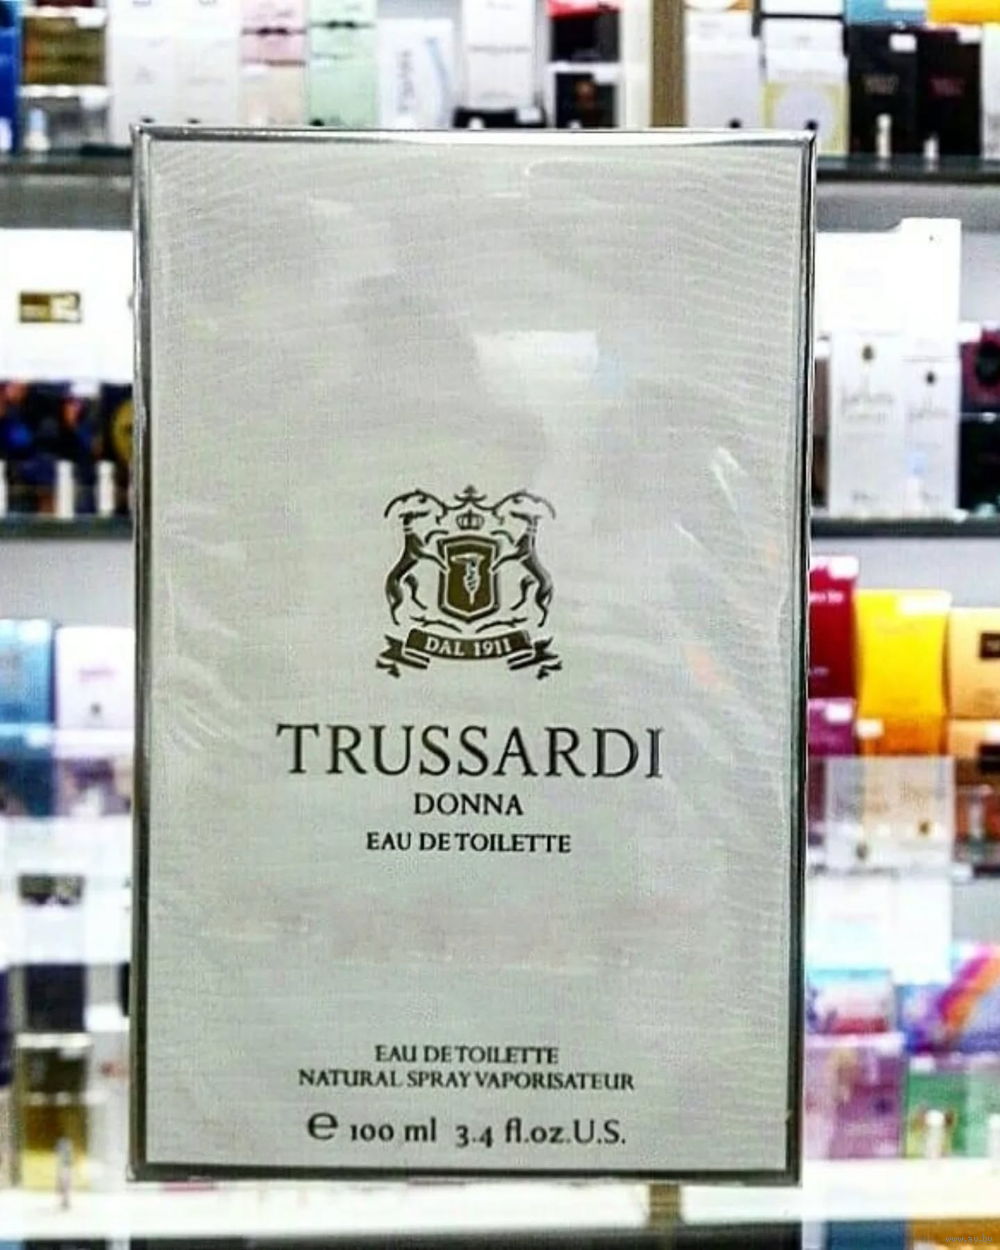 DAL 1911
TRUSSARDI
DONNA
EAU DE TOILETTE
EAU DE TOILETTE
NATURAL SPRAY VAPORISATEUR
e 100 ml 3.4 fl.oz.U.S.